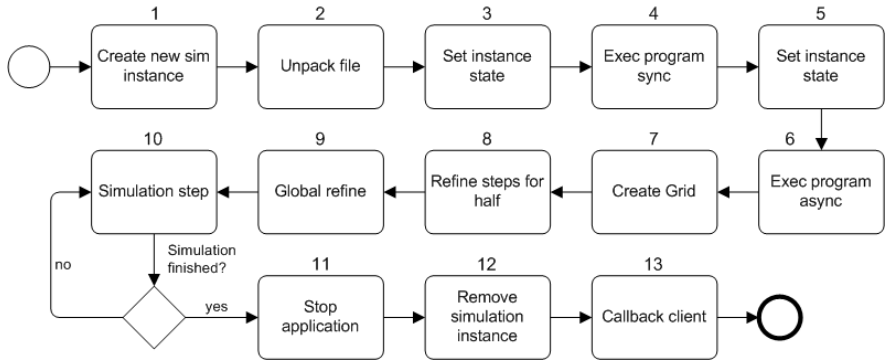 1
2
3
4
5
Create new sim
instance
Unpack file
Set instance
state
Exec program
sync
Set instance
state
10
9
8
7
6
Simulation step
Global refine
Refine steps for
half
Create Grid
Exec program
async
no
Simulation
finished?
yes
11
12
13
Stop
application
Remove
simulation
instance
Callback client